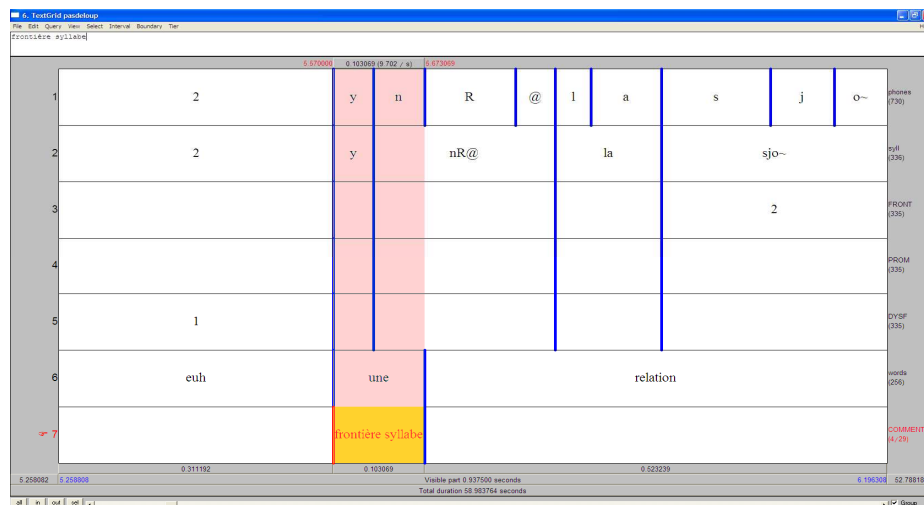 6. TextGrid pasdeloup
File Edit Query View Select Interval Boundary Tier
frontière syllabe
5.570000 0.103069 (9.702 / s) 5.673069
1 2 y n R @ l a s j o~ phones (730)
2 2 y nR@ la sjo~ syll (336)
3 2 FRONT (335)
4 PROM (335)
5 1 DYSF (335)
6 euh une relation words (256)
☞ 7 frontière syllabe COMMENT (4/29)
0.311192 0.103069 0.523239
5.258082 5.258808 Visible part 0.937500 seconds 6.196308 52.78818
Total duration 58.983764 seconds
all in out sel Group